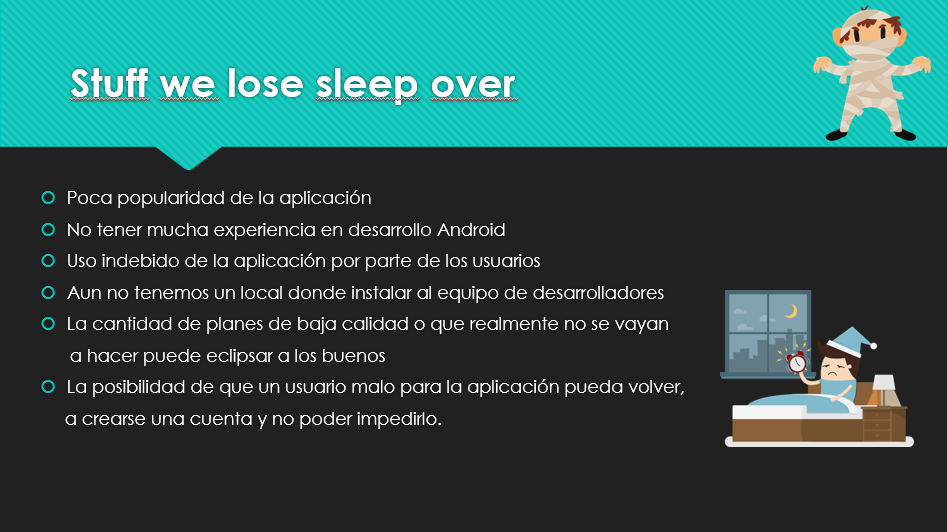 Stuff we lose sleep over
Poca popularidad de la aplicación
No tener mucha experiencia en desarrollo Android
Uso indebido de la aplicación por parte de los usuarios
Aun no tenemos un local donde instalar al equipo de desarrolladores
La cantidad de planes de baja calidad o que realmente no se vayan
a hacer puede eclipsar a los buenos
La posibilidad de que un usuario malo para la aplicación pueda volver,
a crearse una cuenta y no poder impedirlo.